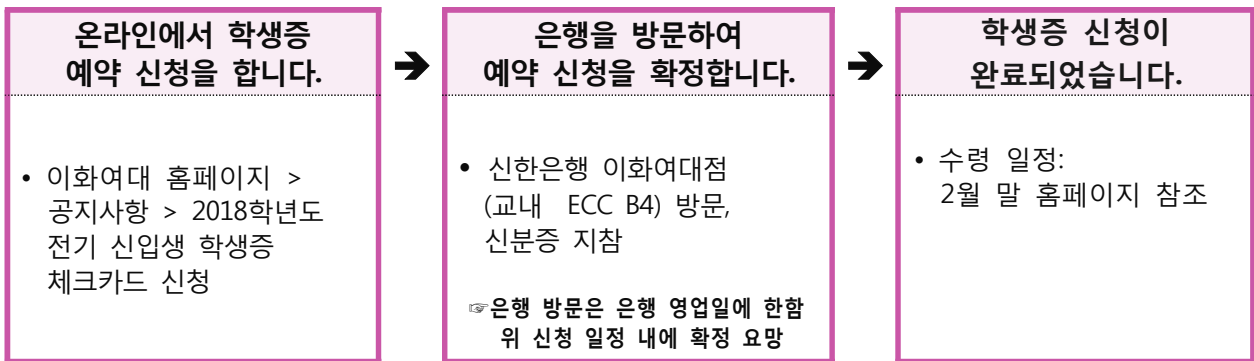 온라인에서 학생증
예약 신청을 합니다.
• 이화여대 홈페이지 >
공지사항 > 2018학년도
전기 신입생 학생증
체크카드 신청
➔
은행을 방문하여
예약 신청을 확정합니다.
• 신한은행 이화여대점
(교내 ECC B4) 방문,
신분증 지참
☞은행 방문은 은행 영업일에 한함
위 신청 일정 내에 확정 요망
➔
학생증 신청이
완료되었습니다.
• 수령 일정:
2월 말 홈페이지 참조